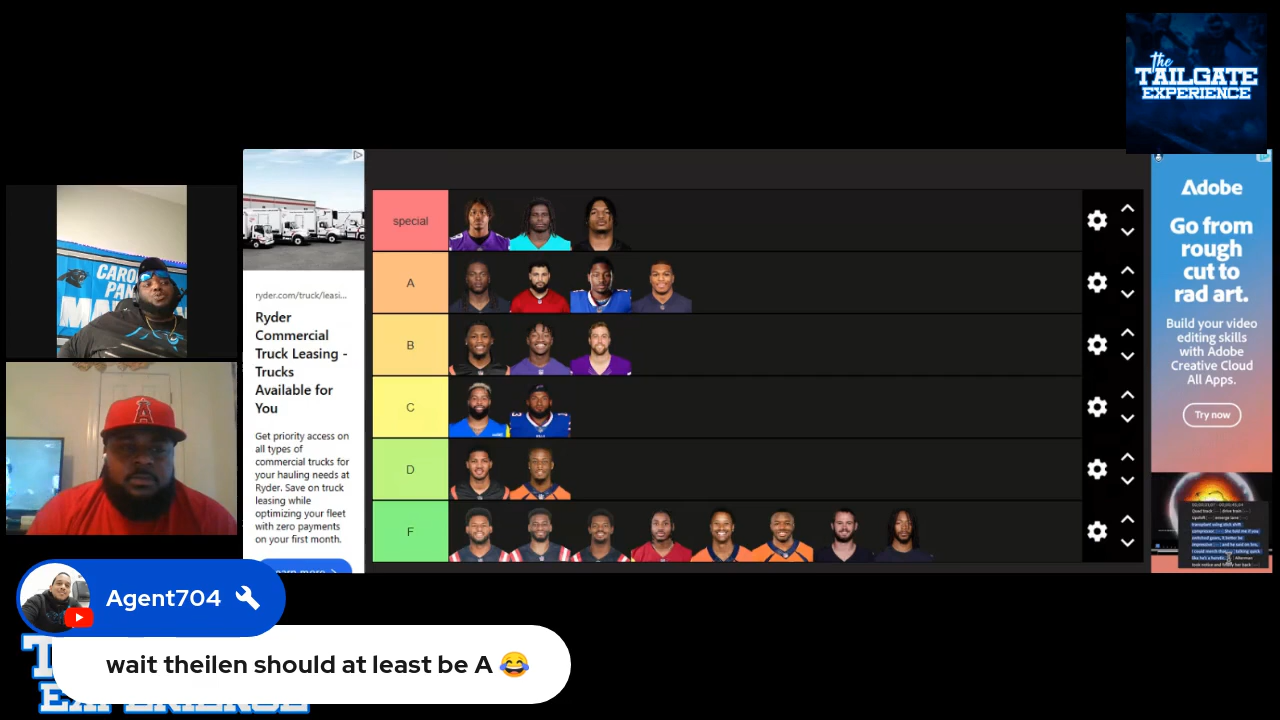 the
TAILGATE
EXPERIENCE
CAROL
PAN
special
A
B
C
D
F
ryder.com/truck/leasi...
Ryder
Commercial
Truck Leasing -
Trucks
Available for
You
Get priority access on
all types of
commercial trucks for
your hauling needs at
Ryder. Save on truck
leasing while
optimizing your fleet
with zero payments
on your first month.
Adobe
Go from
rough
cut to
rad art.
Build your video
editing skills
with Adobe
Creative Cloud
All Apps.
Try now
A
Agent704
wait theilen should at least be A 😂